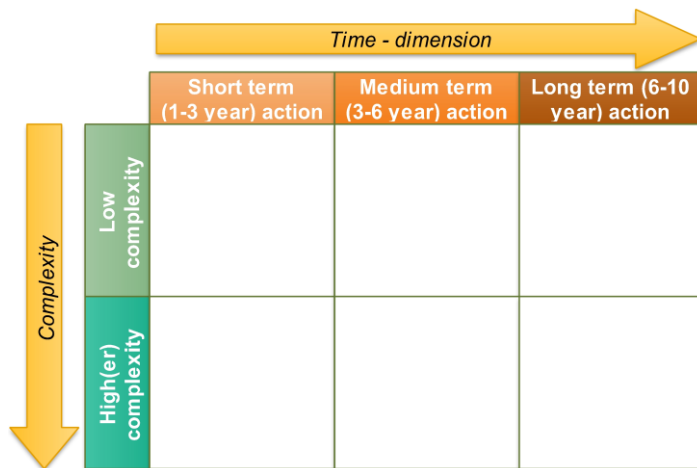 Time - dimension
Short term
(1-3 year) action
Medium term
(3-6 year) action
Long term (6-10
year) action
Complexity
Low
complexity
High(er)
complexity